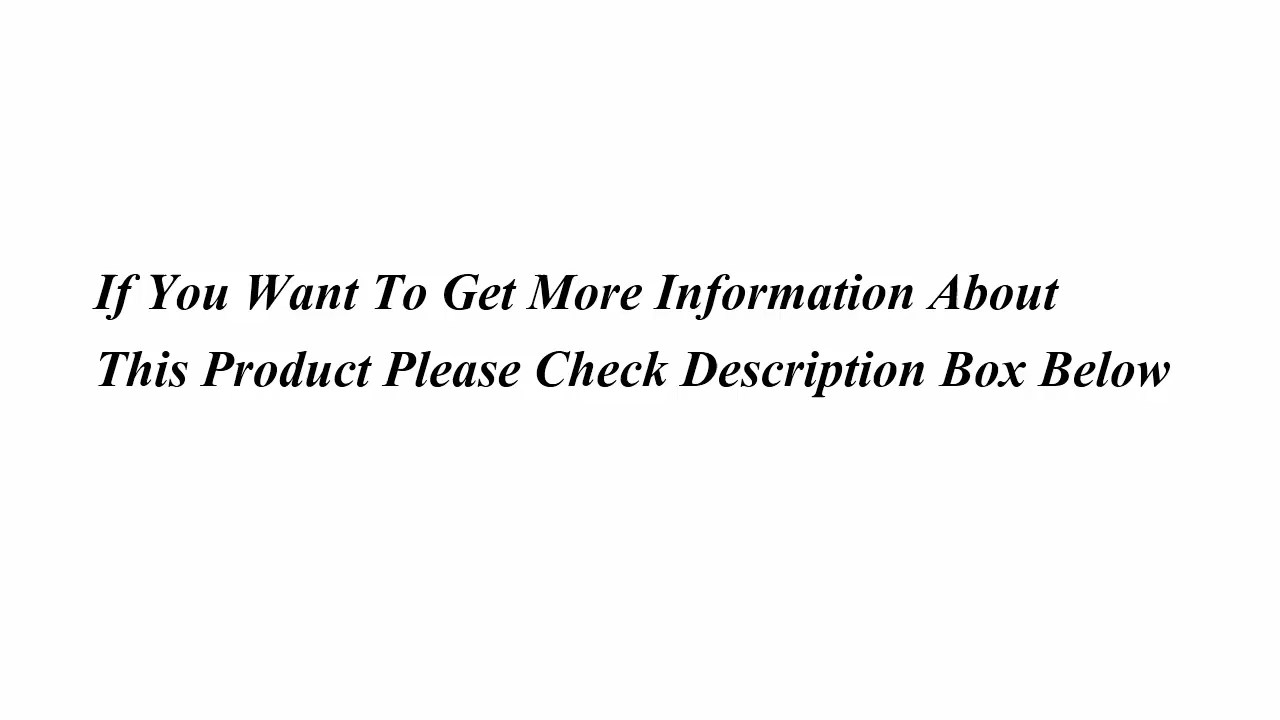 If You Want To Get More Information About
This Product Please Check Description Box Below